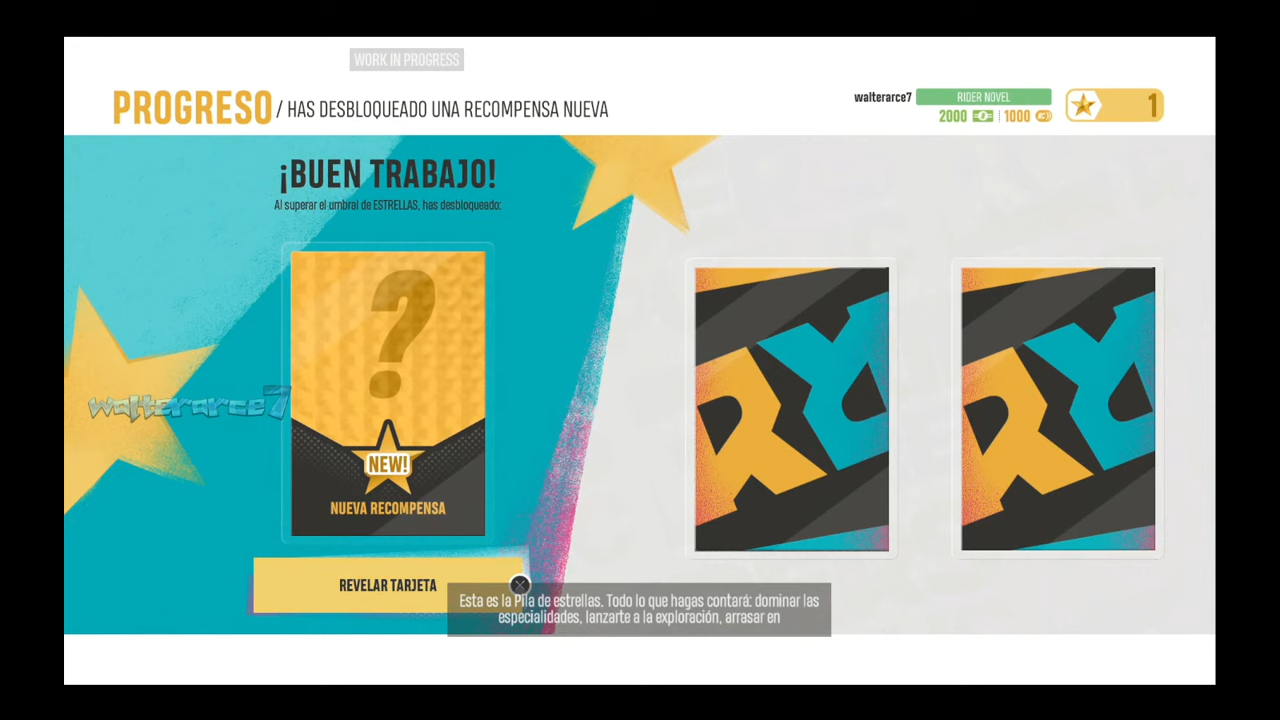 WORK IN PROGRESS
PROGRESO / HAS DESBLOQUEADO UNA RECOMPENSA NUEVA
walterarce7 RIDER NOVEL
2000 1000
1
¡BUEN TRABAJO!
Al superar el umbral de ESTRELLAS, has desbloqueado:
?
walterarce7
NEW!
NUEVA RECOMPENSA
REVELAR TARJETA
Esta es la Pila de estrellas. Todo lo que hagas contará: dominar las
especialidades, lanzarte a la exploración, arrasar en